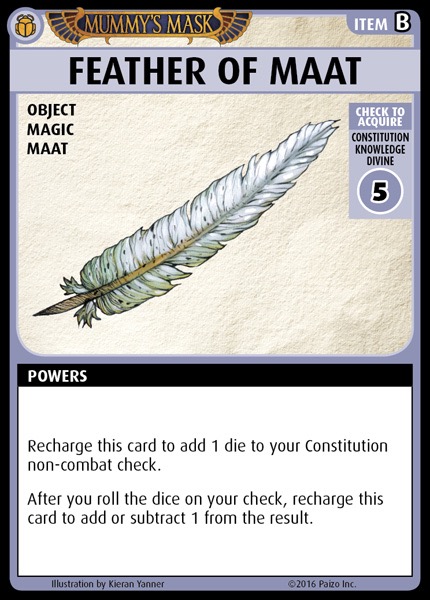 MUMMY'S MASK
ITEM B
FEATHER OF MAAT
OBJECT
MAGIC
MAAT
CHECK TO
ACQUIRE
CONSTITUTION
KNOWLEDGE
DIVINE
5
POWERS
Recharge this card to add 1 die to your Constitution
non-combat check.
After you roll the dice on your check, recharge this
card to add or subtract 1 from the result.
Illustration by Kieran Yanner
©2016 Paizo Inc.